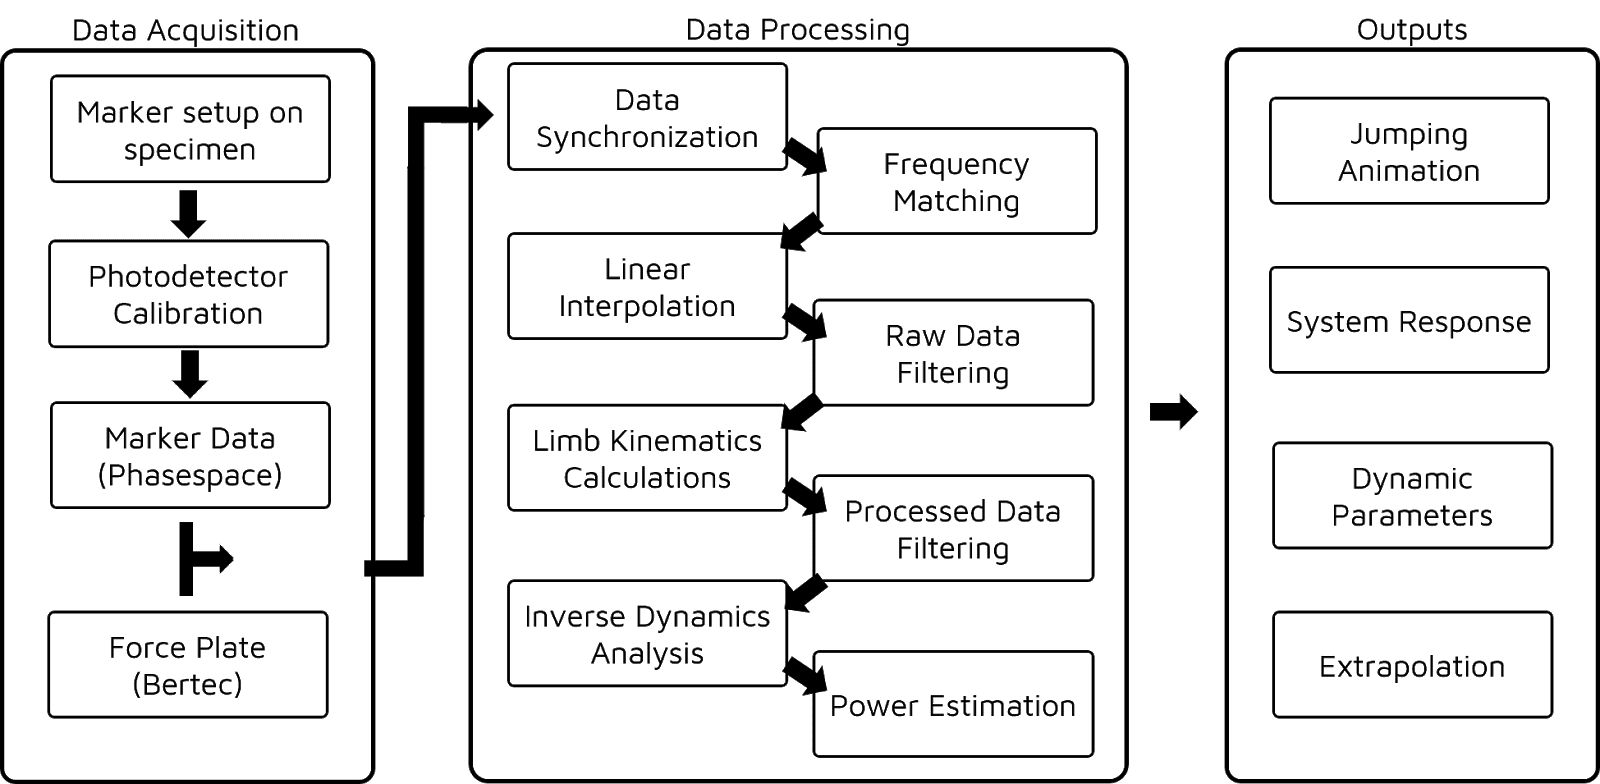 Data Acquisition
Marker setup on
specimen
Photodetector
Calibration
Marker Data
(Phasespace)
Force Plate
(Bertec)
Data Processing
Data
Synchronization
Frequency
Matching
Linear
Interpolation
Raw Data
Filtering
Limb Kinematics
Calculations
Processed Data
Filtering
Inverse Dynamics
Analysis
Power Estimation
Outputs
Jumping
Animation
System Response
Dynamic
Parameters
Extrapolation